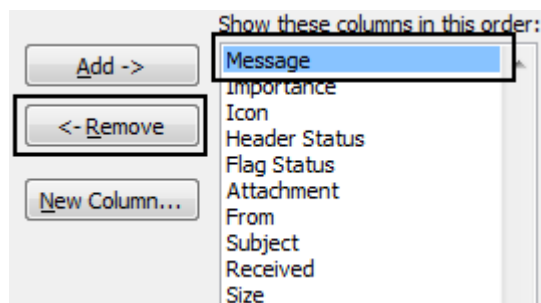 Show these columns in this order:
Add ->
Message
Importance
<- Remove
Icon
Header Status
Flag Status
New Column...
Attachment
From
Subject
Received
Size